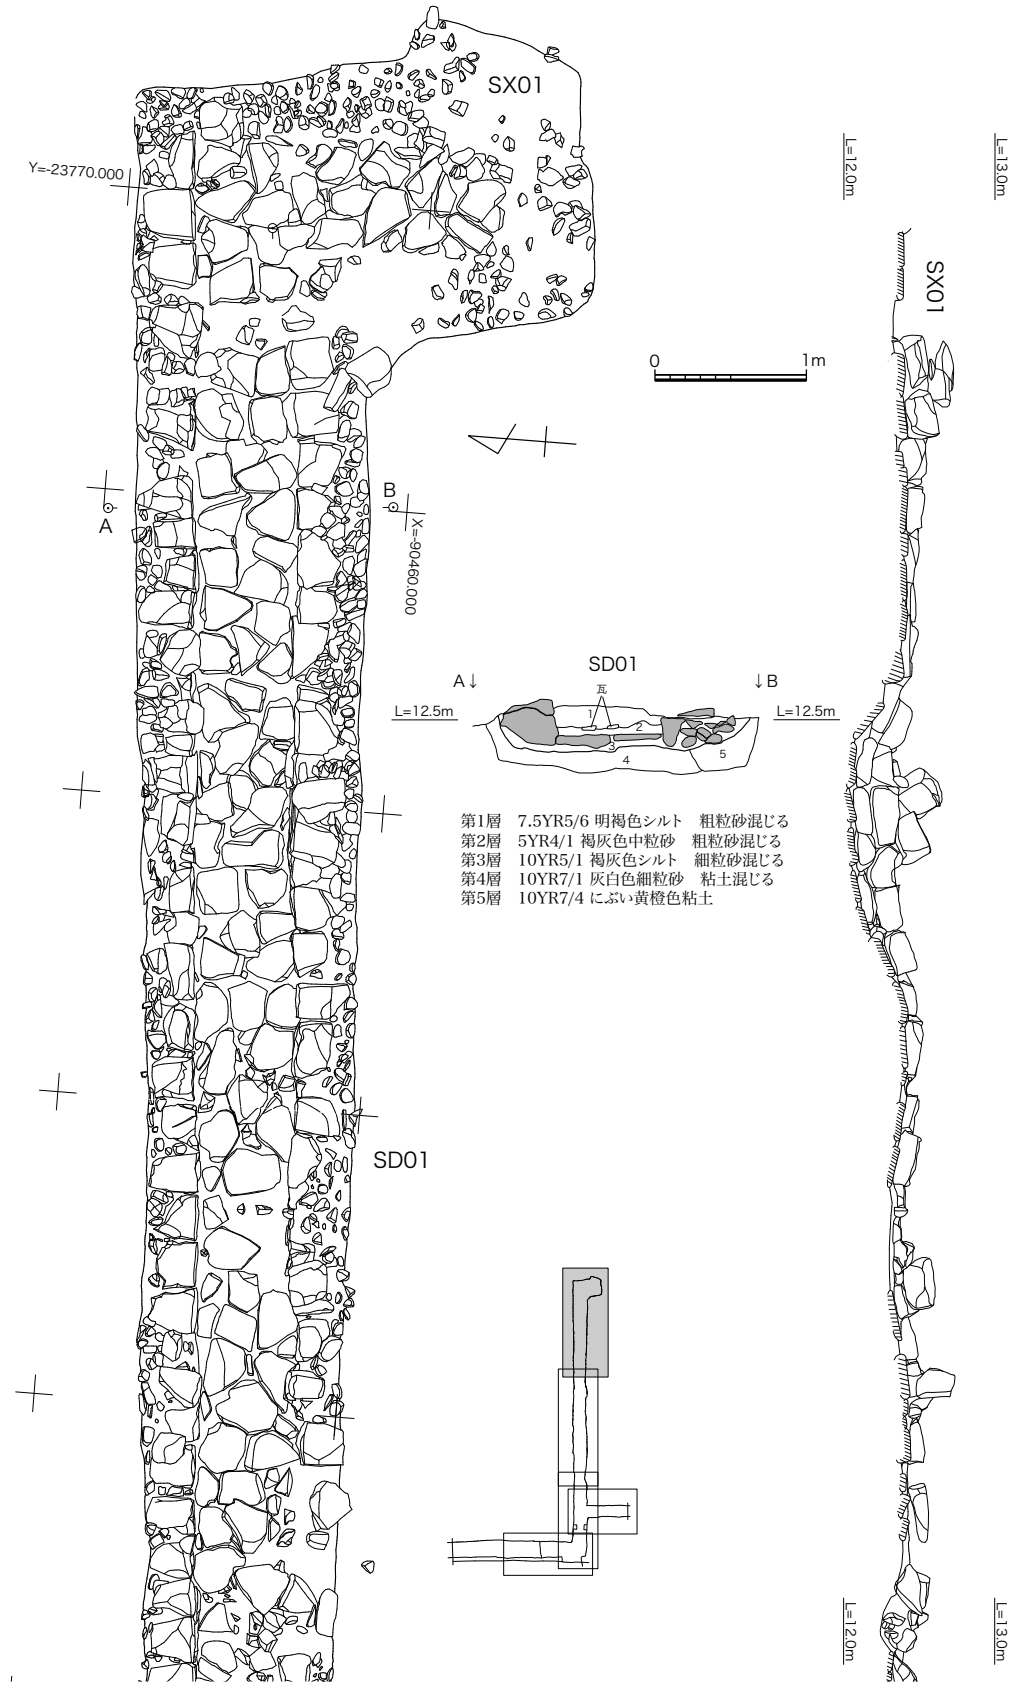 SX01
Y=-23770.000
L=12.0m
L=13.0m
SX01
0 1m
A
B
X=-90460.000
SD01
A↓ ↓B
瓦
L=12.5m L=12.5m
1
2
3
4
5
第1層 7.5YR5/6 明褐色シルト 粗粒砂混じる
第2層 5YR4/1 褐灰色中粒砂 粗粒砂混じる
第3層 10YR5/1 褐灰色シルト 細粒砂混じる
第4層 10YR7/1 灰白色細粒砂 粘土混じる
第5層 10YR7/4 にぶい黄橙色粘土
SD01
L=12.0m
L=13.0m